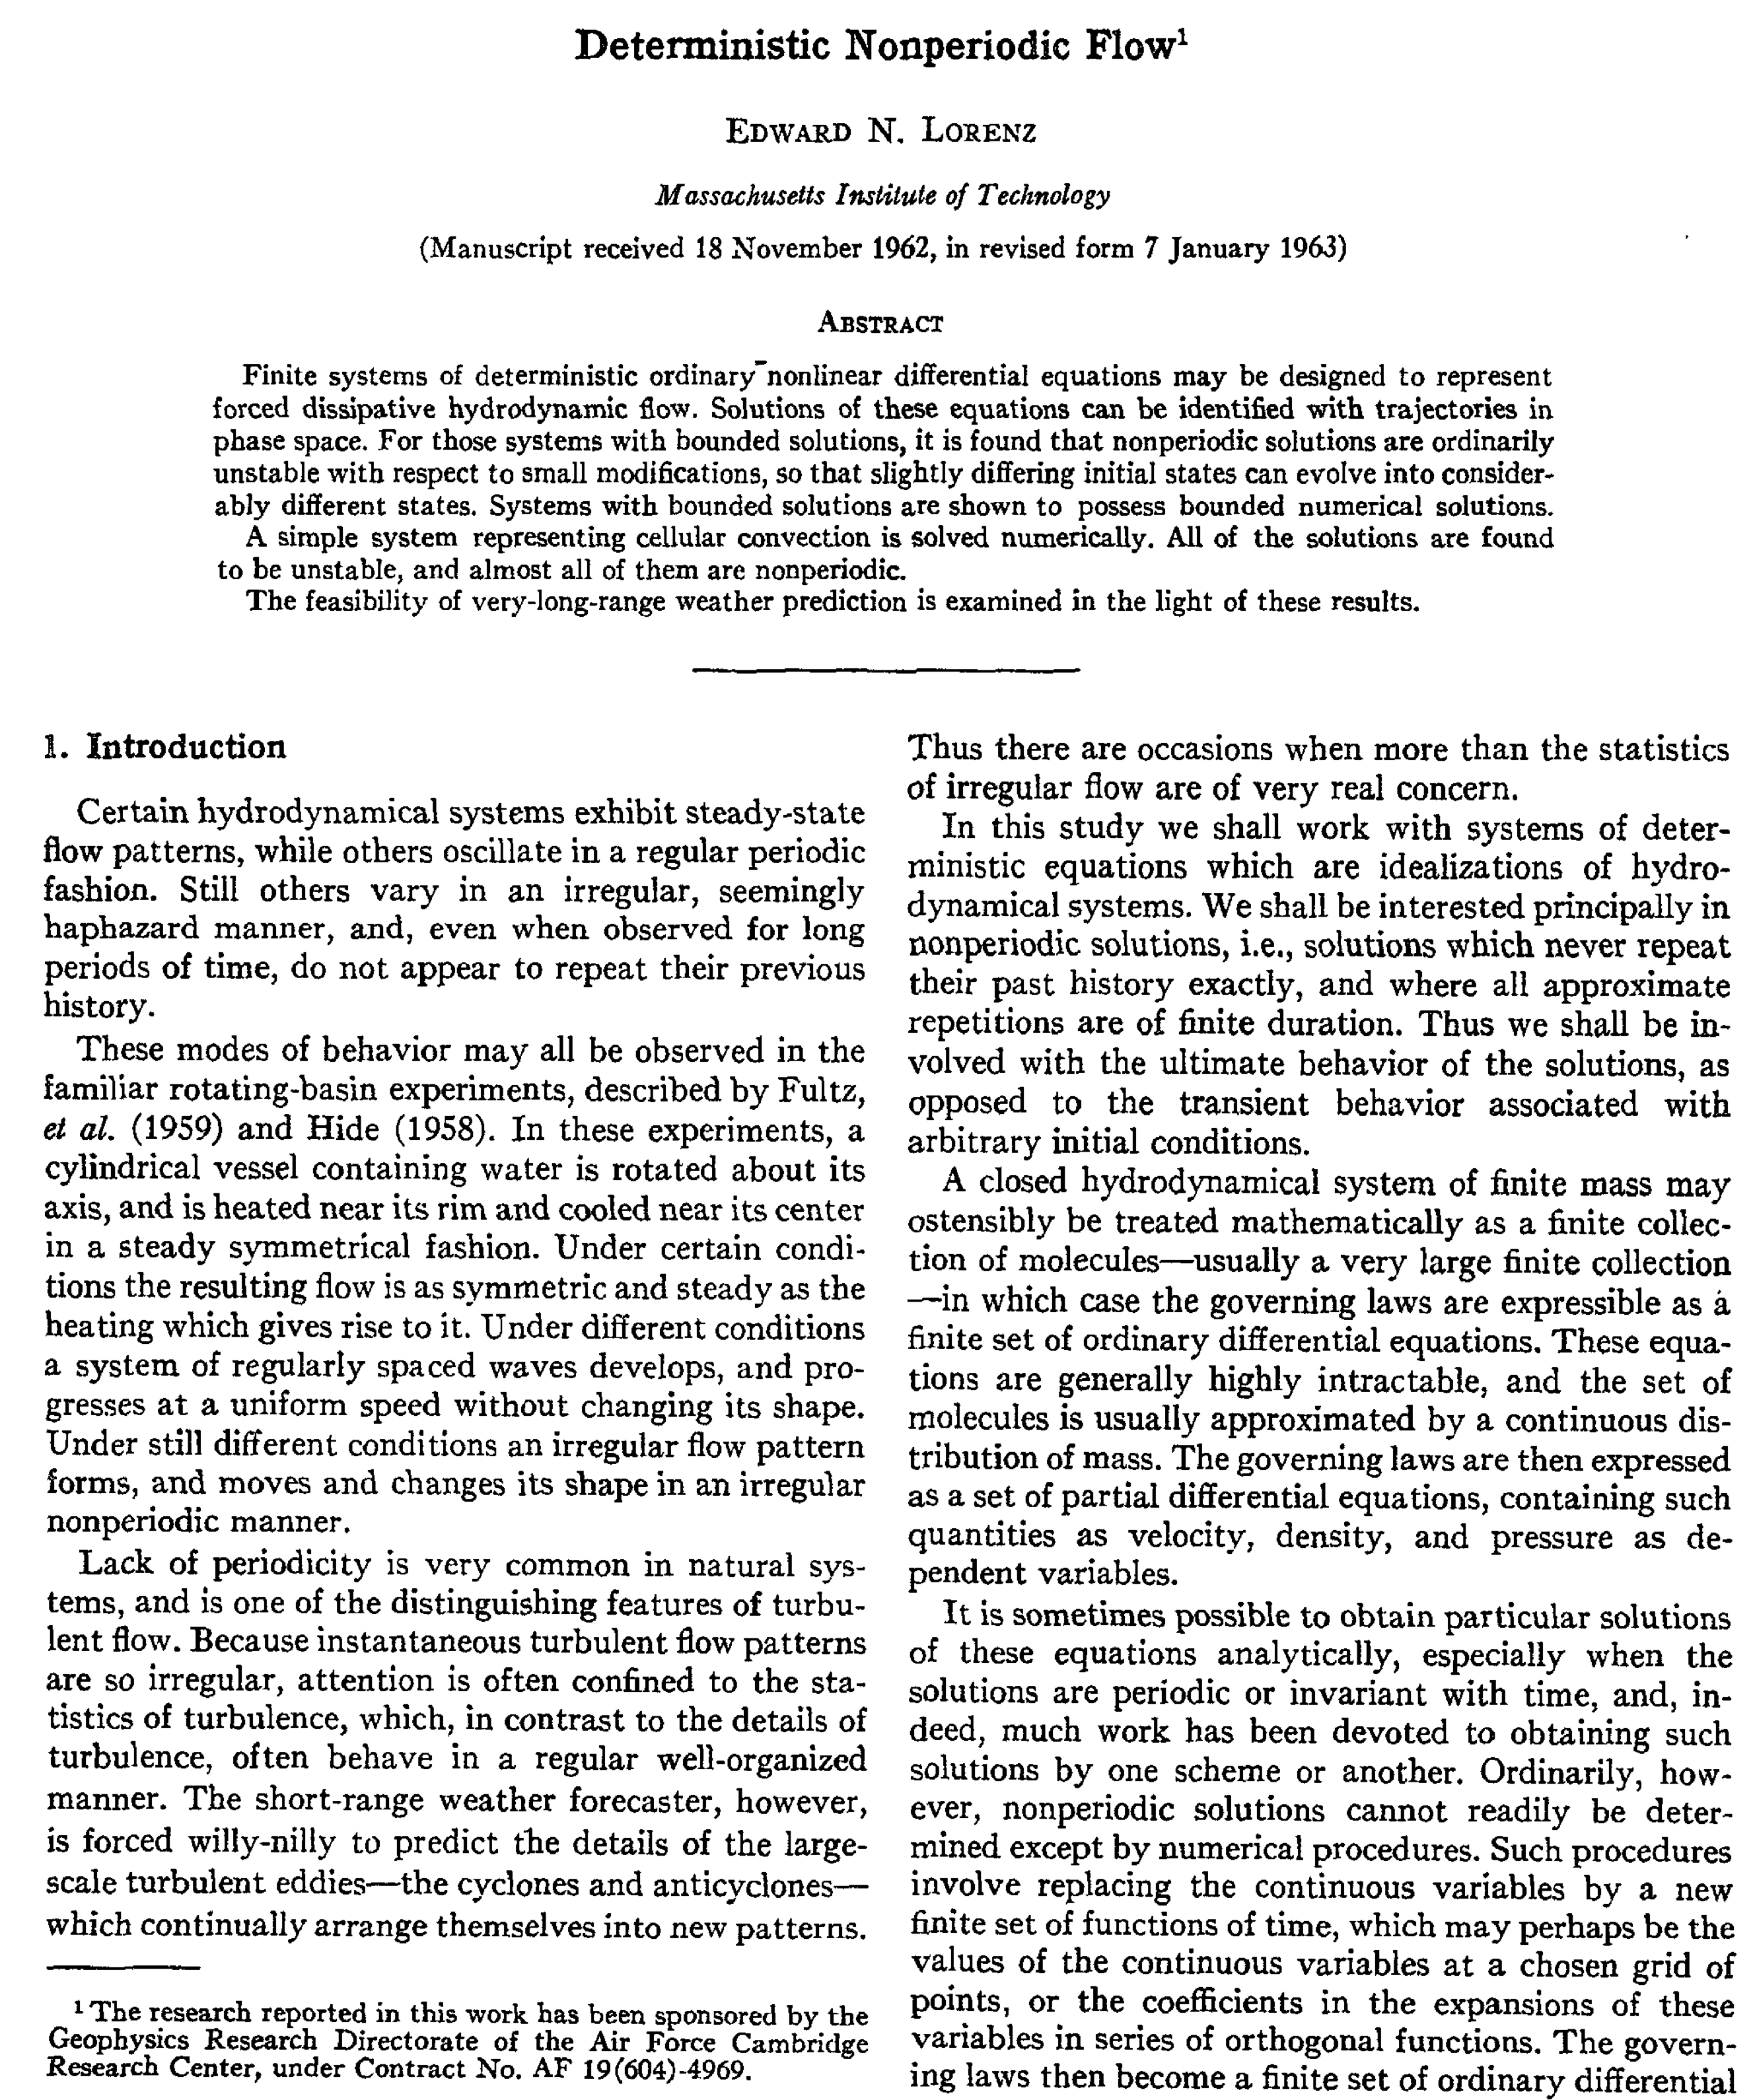 Deterministic Nonperiodic Flow¹
EDWARD N. LORENZ
Massachusetts Institute of Technology
(Manuscript received 18 November 1962, in revised form 7 January 1963)
ABSTRACT
Finite systems of deterministic ordinary nonlinear differential equations may be designed to represent
forced dissipative hydrodynamic flow. Solutions of these equations can be identified with trajectories in
phase space. For those systems with bounded solutions, it is found that nonperiodic solutions are ordinarily
unstable with respect to small modifications, so that slightly differing initial states can evolve into consider-
ably different states. Systems with bounded solutions are shown to possess bounded numerical solutions.
A simple system representing cellular convection is solved numerically. All of the solutions are found
to be unstable, and almost all of them are nonperiodic.
The feasibility of very-long-range weather prediction is examined in the light of these results.
1. Introduction
Certain hydrodynamical systems exhibit steady-state
flow patterns, while others oscillate in a regular periodic
fashion. Still others vary in an irregular, seemingly
haphazard manner, and, even when observed for long
periods of time, do not appear to repeat their previous
history.
These modes of behavior may all be observed in the
familiar rotating-basin experiments, described by Fultz,
et al. (1959) and Hide (1958). In these experiments, a
cylindrical vessel containing water is rotated about its
axis, and is heated near its rim and cooled near its center
in a steady symmetrical fashion. Under certain condi-
tions the resulting flow is as symmetric and steady as the
heating which gives rise to it. Under different conditions
a system of regularly spaced waves develops, and pro-
gresses at a uniform speed without changing its shape.
Under still different conditions an irregular flow pattern
forms, and moves and changes its shape in an irregular
nonperiodic manner.
Lack of periodicity is very common in natural sys-
tems, and is one of the distinguishing features of turbu-
lent flow. Because instantaneous turbulent flow patterns
are so irregular, attention is often confined to the sta-
tistics of turbulence, which, in contrast to the details of
turbulence, often behave in a regular well-organized
manner. The short-range weather forecaster, however,
is forced willy-nilly to predict the details of the large-
scale turbulent eddies—the cyclones and anticyclones—
which continually arrange themselves into new patterns.
¹ The research reported in this work has been sponsored by the
Geophysics Research Directorate of the Air Force Cambridge
Research Center, under Contract No. AF 19(604)-4969.
Thus there are occasions when more than the statistics
of irregular flow are of very real concern.
In this study we shall work with systems of deter-
ministic equations which are idealizations of hydro-
dynamical systems. We shall be interested principally in
nonperiodic solutions, i.e., solutions which never repeat
their past history exactly, and where all approximate
repetitions are of finite duration. Thus we shall be in-
volved with the ultimate behavior of the solutions, as
opposed to the transient behavior associated with
arbitrary initial conditions.
A closed hydrodynamical system of finite mass may
ostensibly be treated mathematically as a finite collec-
tion of molecules—usually a very large finite collection
—in which case the governing laws are expressible as a
finite set of ordinary differential equations. These equa-
tions are generally highly intractable, and the set of
molecules is usually approximated by a continuous dis-
tribution of mass. The governing laws are then expressed
as a set of partial differential equations, containing such
quantities as velocity, density, and pressure as de-
pendent variables.
It is sometimes possible to obtain particular solutions
of these equations analytically, especially when the
solutions are periodic or invariant with time, and, in-
deed, much work has been devoted to obtaining such
solutions by one scheme or another. Ordinarily, how-
ever, nonperiodic solutions cannot readily be deter-
mined except by numerical procedures. Such procedures
involve replacing the continuous variables by a new
finite set of functions of time, which may perhaps be the
values of the continuous variables at a chosen grid of
points, or the coefficients in the expansions of these
variables in series of orthogonal functions. The govern-
ing laws then become a finite set of ordinary differential